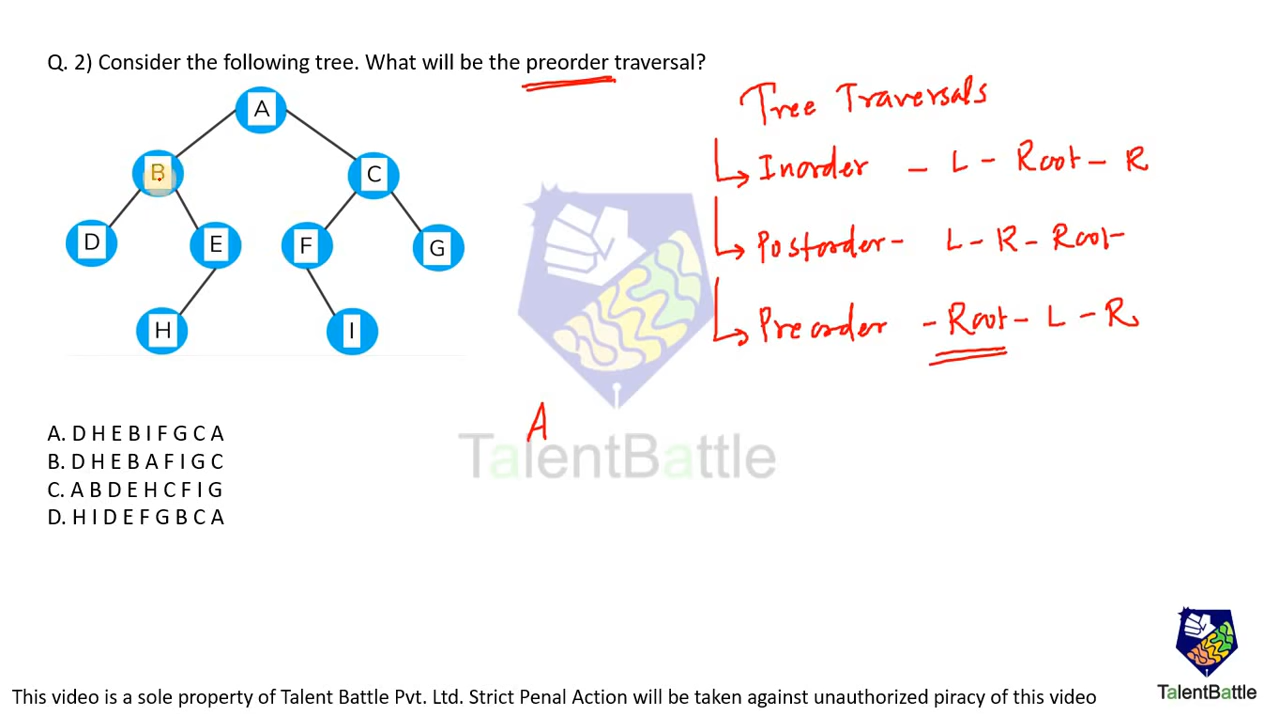 Q. 2) Consider the following tree. What will be the preorder traversal?
A
B
C
D
E
F
G
H
I
Tree Traversals
Inorder - L - Root - R
Postorder - L - R - Root
Preorder - Root - L - R
A
TalentBattle
A. D H E B I F G C A
B. D H E B A F I G C
C. A B D E H C F I G
D. H I D E F G B C A
TalentBattle
This video is a sole property of Talent Battle Pvt. Ltd. Strict Penal Action will be taken against unauthorized piracy of this video